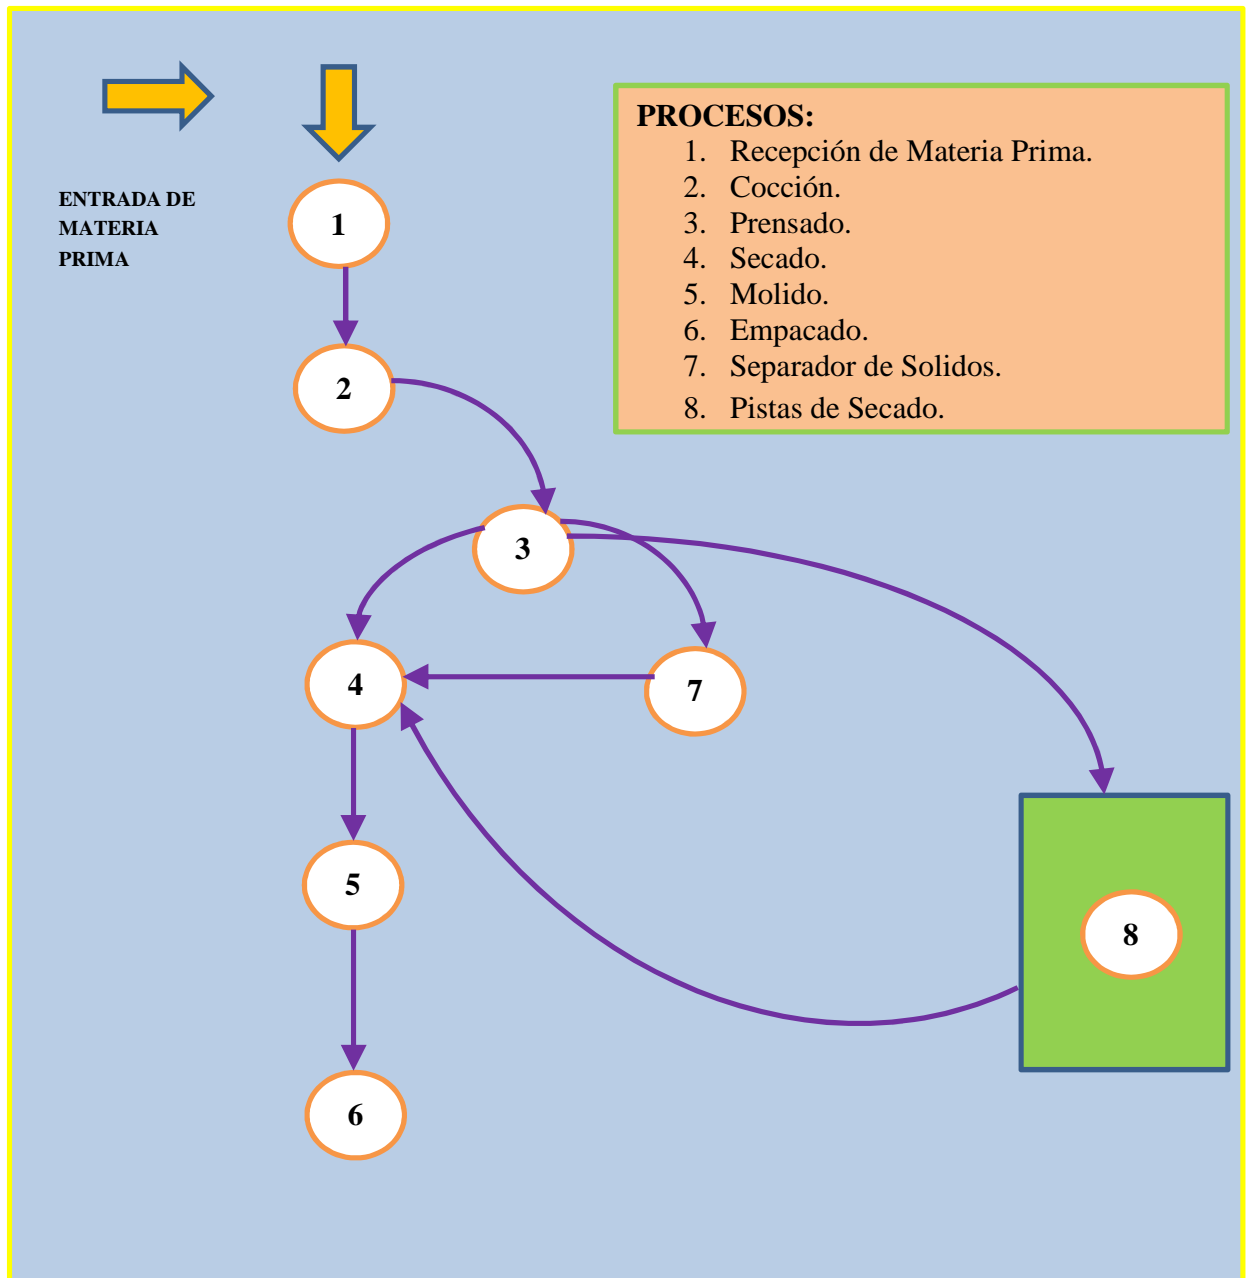 PROCESOS:
1. Recepción de Materia Prima.
2. Cocción.
3. Prensado.
4. Secado.
5. Molido.
6. Empacado.
7. Separador de Solidos.
8. Pistas de Secado.
ENTRADA DE
MATERIA
PRIMA
1
2
3
4
7
5
8
6